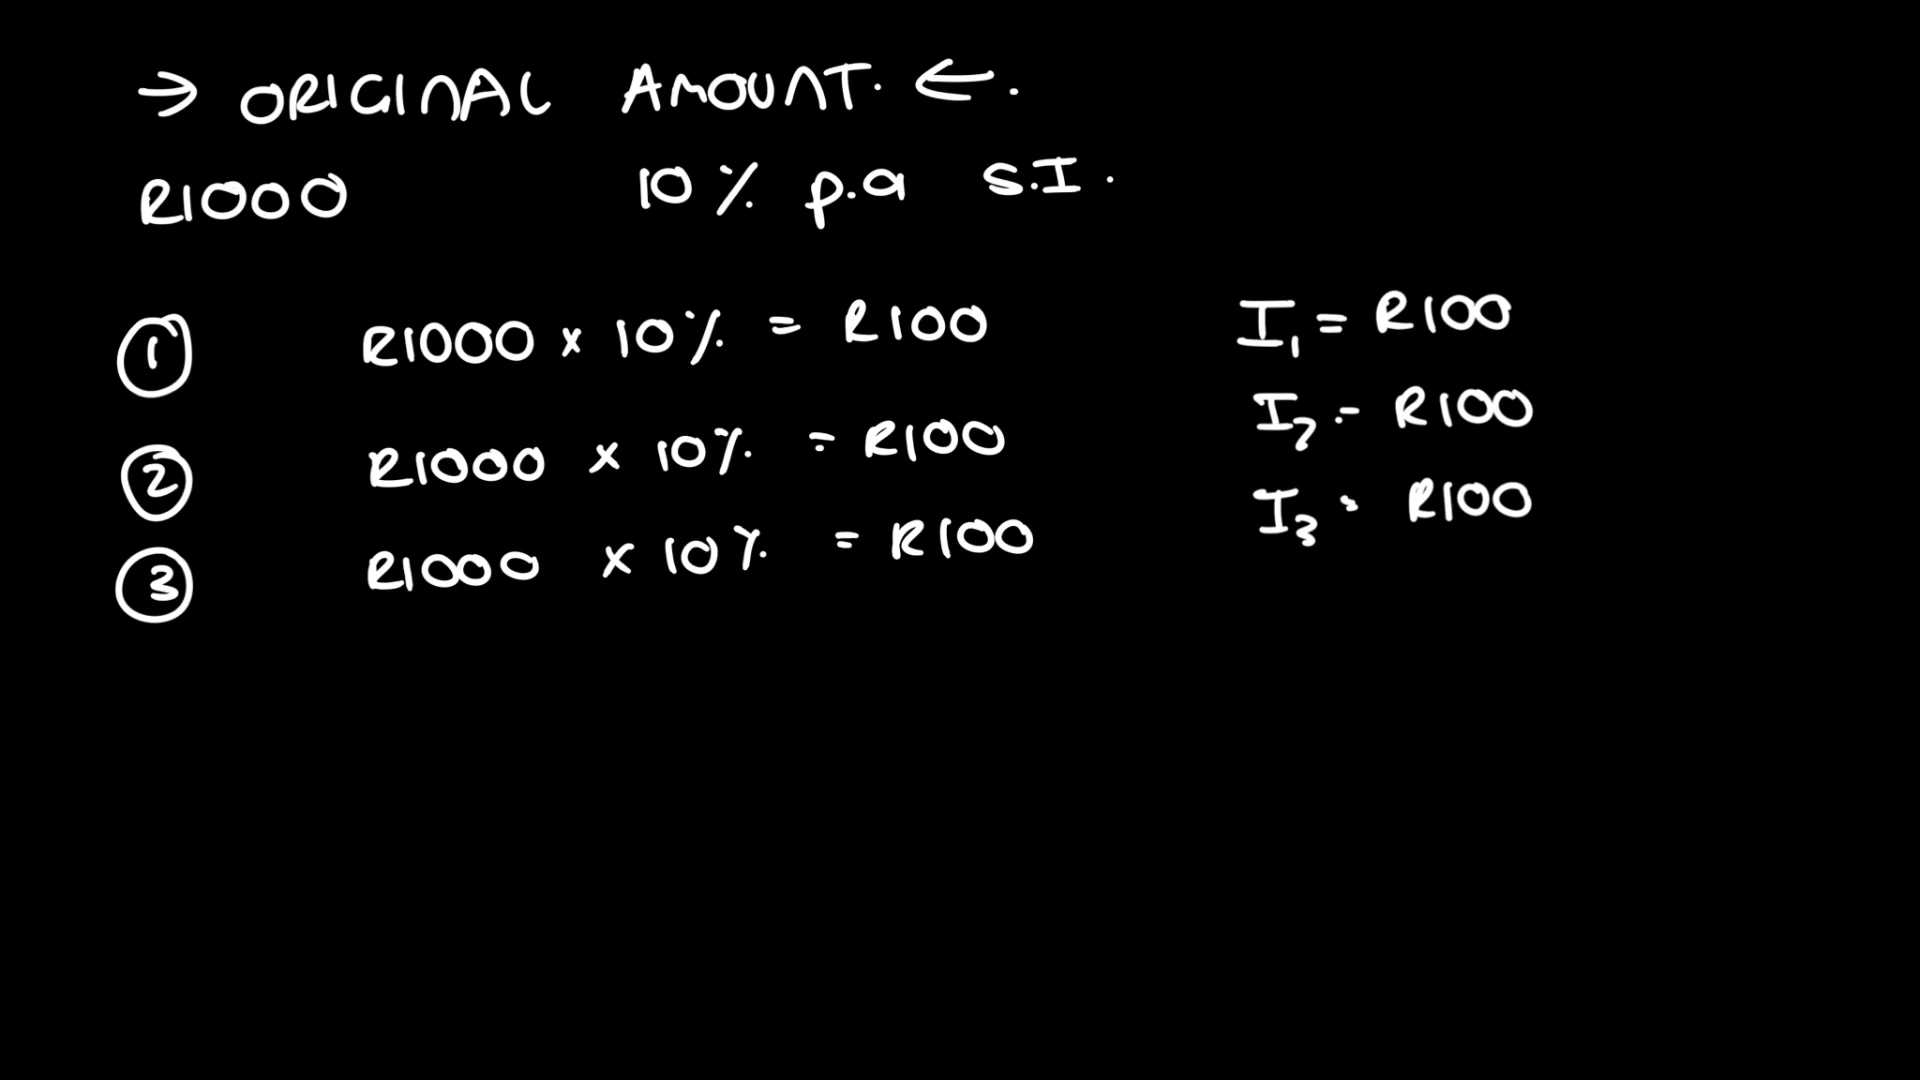 → ORIGINAL AMOUNT. ←.
R1000 10% p.a S.I.
① R1000 x 10% = R100 I₁ = R100
② R1000 x 10% = R100 I₂ = R100
③ R1000 x 10% = R100 I₃ = R100